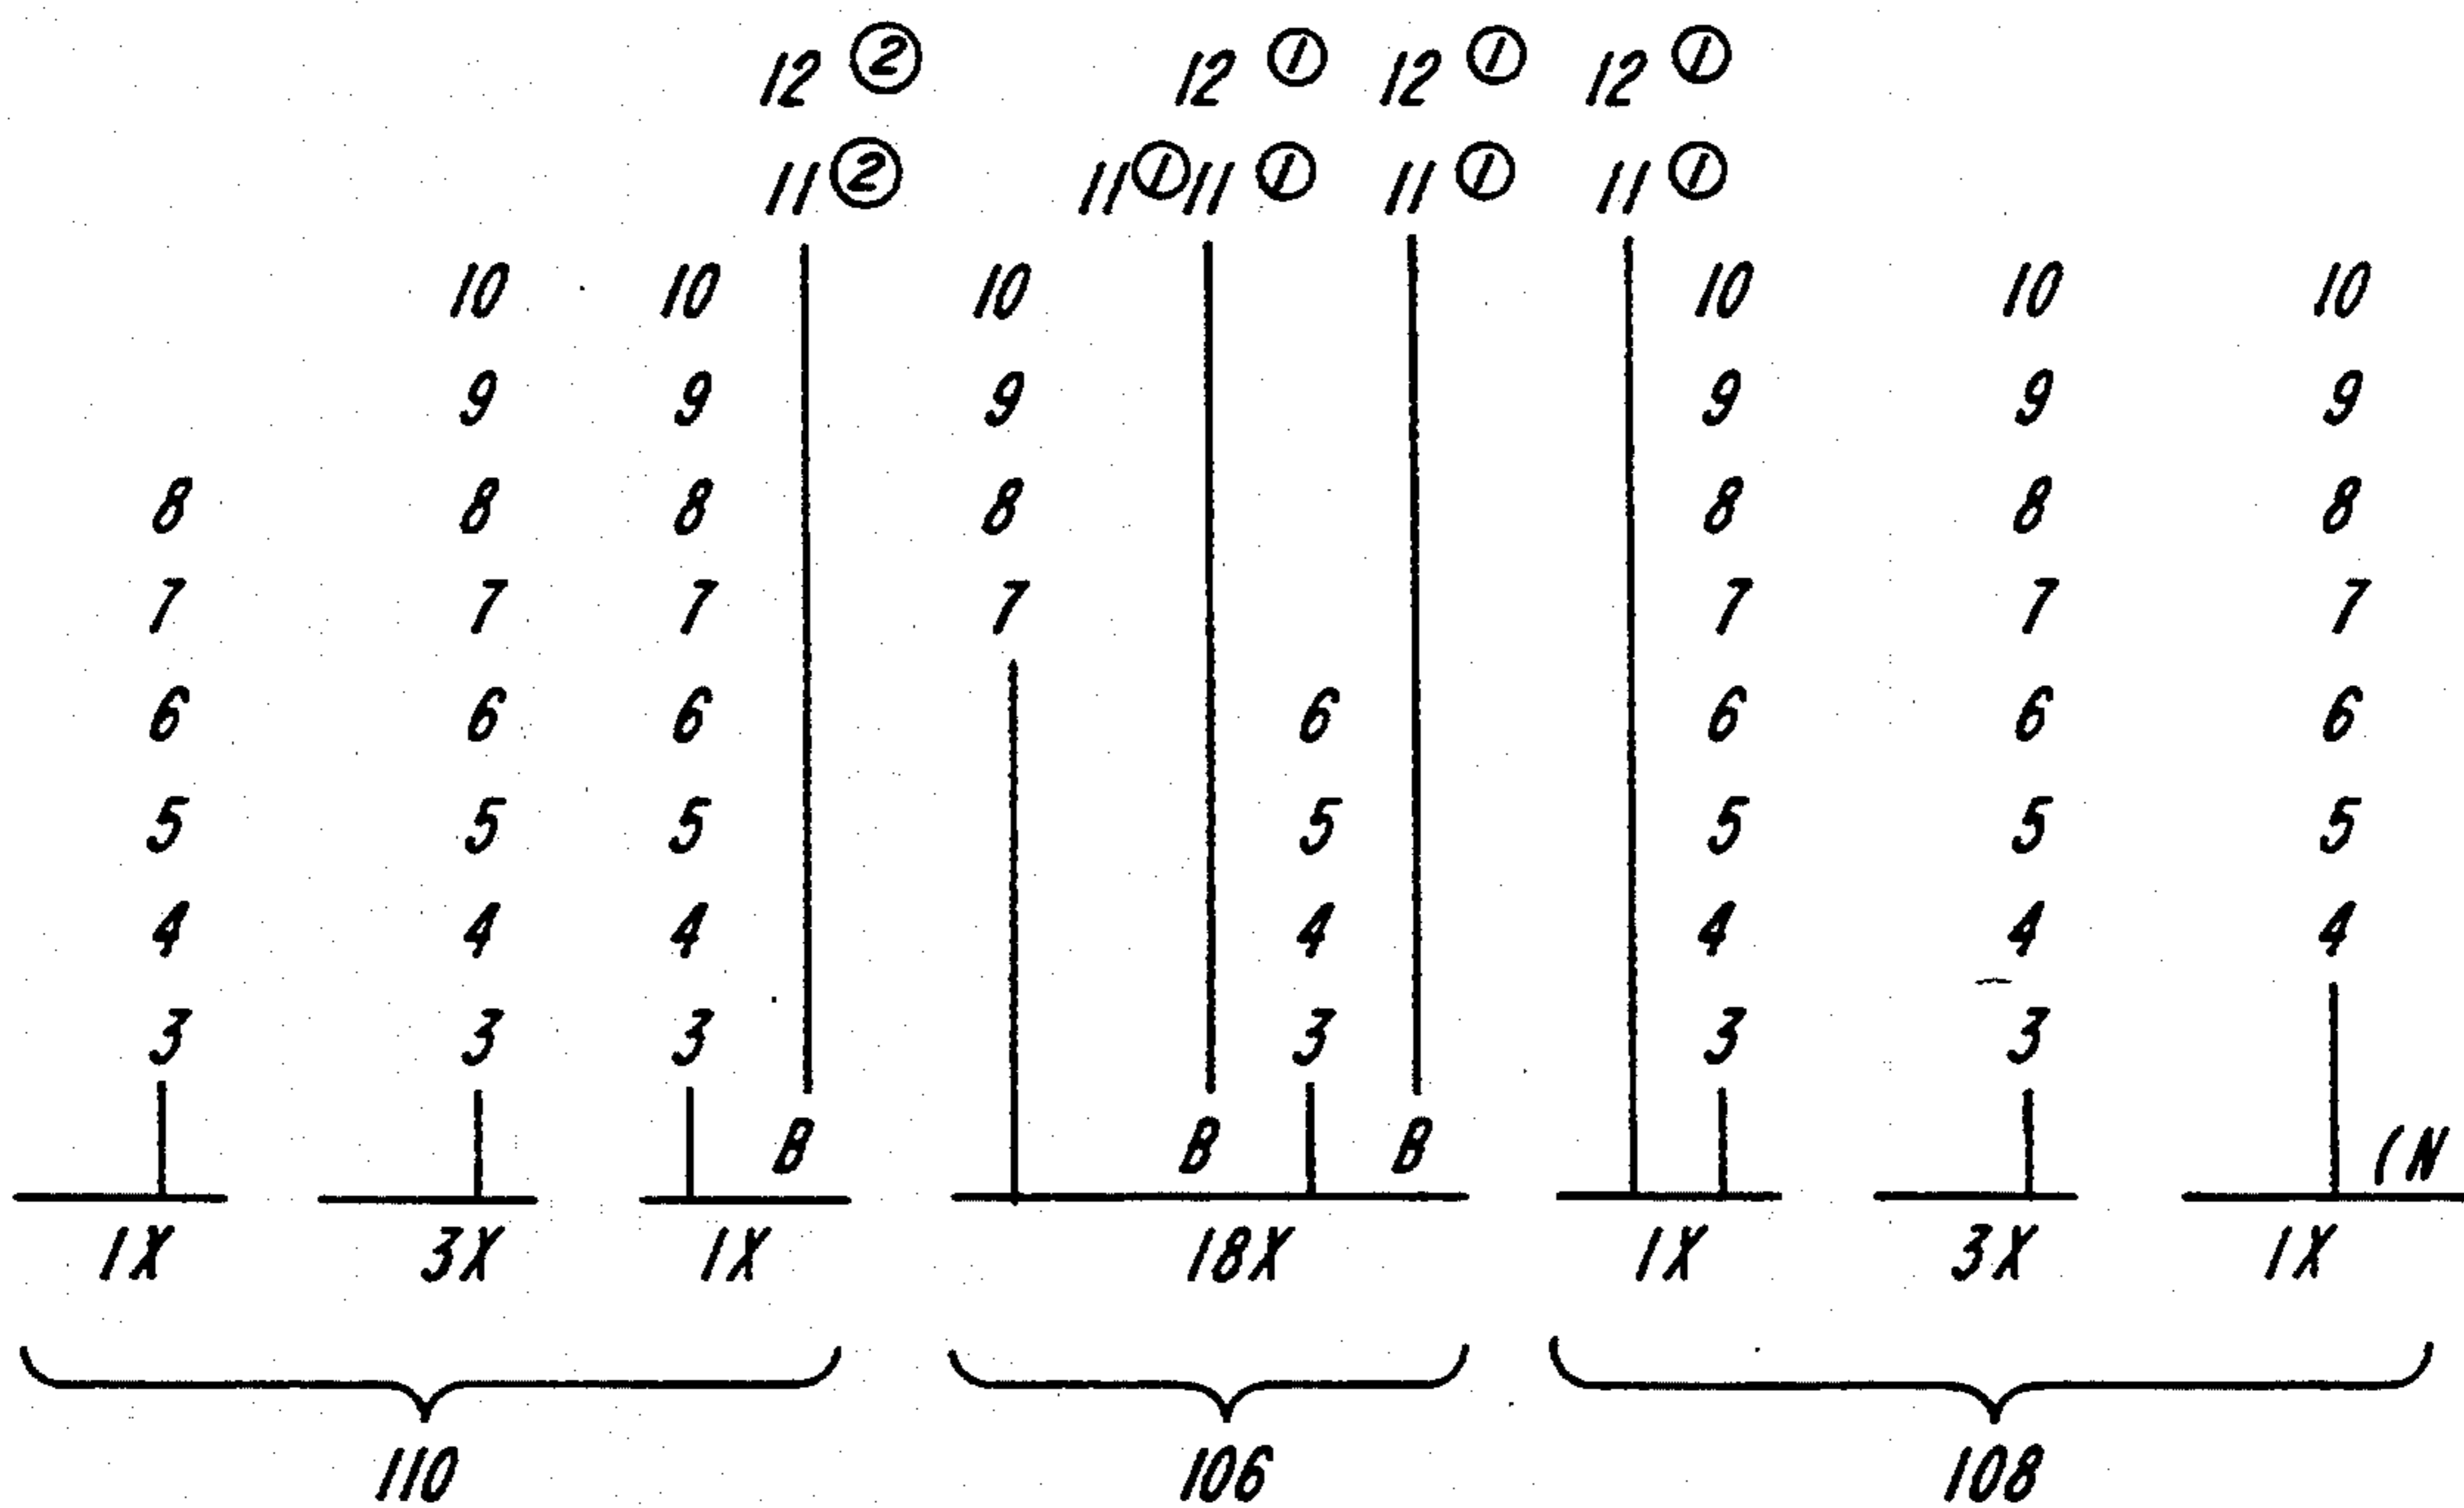 12 ② 12 ① 12 ① 12 ①
11 ② 11 ① 11 ① 11 ① 11 ①
10 10 10 10 10 10
9 9 9 9 9 9
8 8 8 8 8 8 8
7 7 7 7 7 7 7
6 6 6 6 6 6 6
5 5 5 5 5 5 5
4 4 4 4 4 4 4
3 3 3 3 3 3
B B B (N
1X 3X 1X 18X 1X 3X 1X
110 106 108